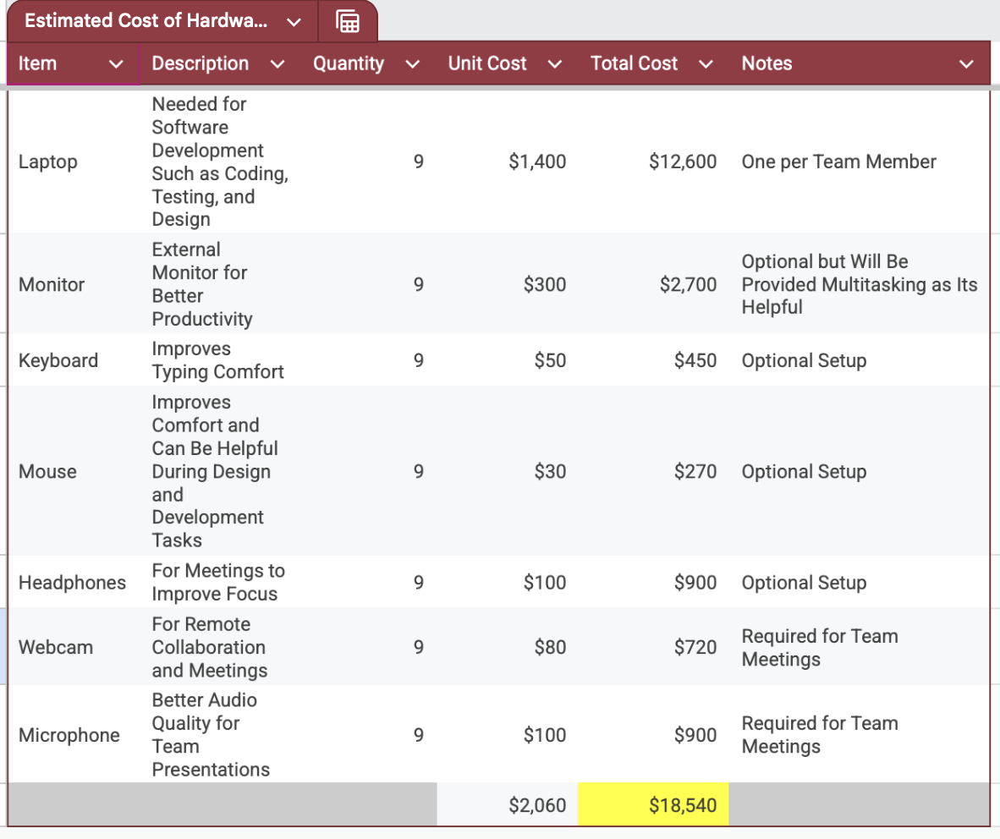 Estimated Cost of Hardwa...
Item Description Quantity Unit Cost Total Cost Notes
Needed for
Software
Development
Such as Coding,
Testing, and
Design
Laptop
9
$1,400
$12,600
One per Team Member
External
Monitor for
Better
Productivity
Monitor
9
$300
$2,700
Optional but Will Be
Provided Multitasking as Its
Helpful
Keyboard
Improves
Typing Comfort
9
$50
$450
Optional Setup
Mouse
Improves
Comfort and
Can Be Helpful
During Design
and
Development
Tasks
9
$30
$270
Optional Setup
Headphones
For Meetings to
Improve Focus
9
$100
$900
Optional Setup
Webcam
For Remote
Collaboration
and Meetings
9
$80
$720
Required for Team
Meetings
Microphone
Better Audio
Quality for
Team
Presentations
9
$100
$900
Required for Team
Meetings
$2,060
$18,540